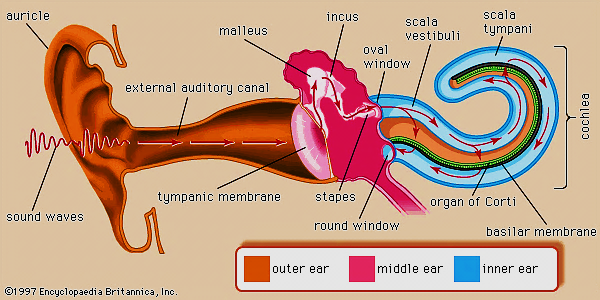 auricle
malleus
incus
oval
window
scala
vestibuli
scala
tympani
external auditory canal
cochlea
sound waves
tympanic membrane
stapes
round window
organ of Corti
basilar membrane
outer ear
middle ear
inner ear
©1997 Encyclopaedia Britannica, Inc.